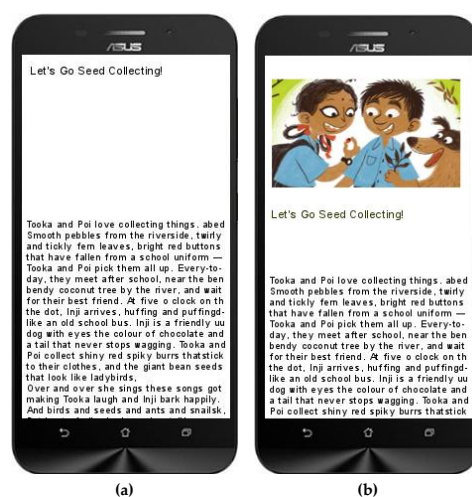 ASUS
Let's Go Seed Collecting!
Tooka and Poi love collecting things. abed
Smooth pebbles from the riverside, twirly
and tickly fern leaves, bright red buttons
that have fallen from a school uniform —
Tooka and Poi pick them all up. Every-to-
day, they meet after school, near the ben
bendy coconut tree by the river, and wait
for their best friend. At five o clock on th
the dot, Inji arrives, huffing and puffingd-
like an old school bus. Inji is a friendly uu
dog with eyes the colour of chocolate and
a tail that never stops wagging. Tooka and
Poi collect shiny red spiky burrs thatstick
to their clothes, and the giant bean seeds
that look like ladybirds,
Over and over she sings these songs got
making Tooka laugh and Inji bark happily.
And birds and seeds and ants and snailsk,
(a)
ASUS
Let's Go Seed Collecting!
Tooka and Poi love collecting things. abed
Smooth pebbles from the riverside, twirly
and tickly fern leaves, bright red buttons
that have fallen from a school uniform —
Tooka and Poi pick them all up. Every-to-
day, they meet after school, near the ben
bendy coconut tree by the river, and wait
for their best friend. At five o clock on th
the dot, Inji arrives, huffing and puffingd-
like an old school bus. Inji is a friendly uu
dog with eyes the colour of chocolate and
a tail that never stops wagging. Tooka and
Poi collect shiny red spiky burrs thatstick
(b)